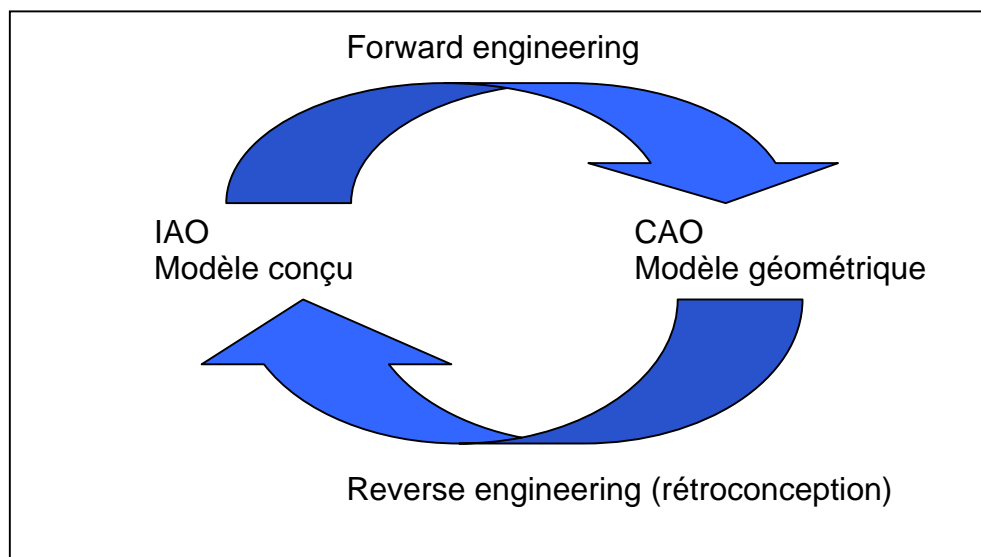 Forward engineering
IAO
Modèle conçu
CAO
Modèle géométrique
Reverse engineering (rétroconception)